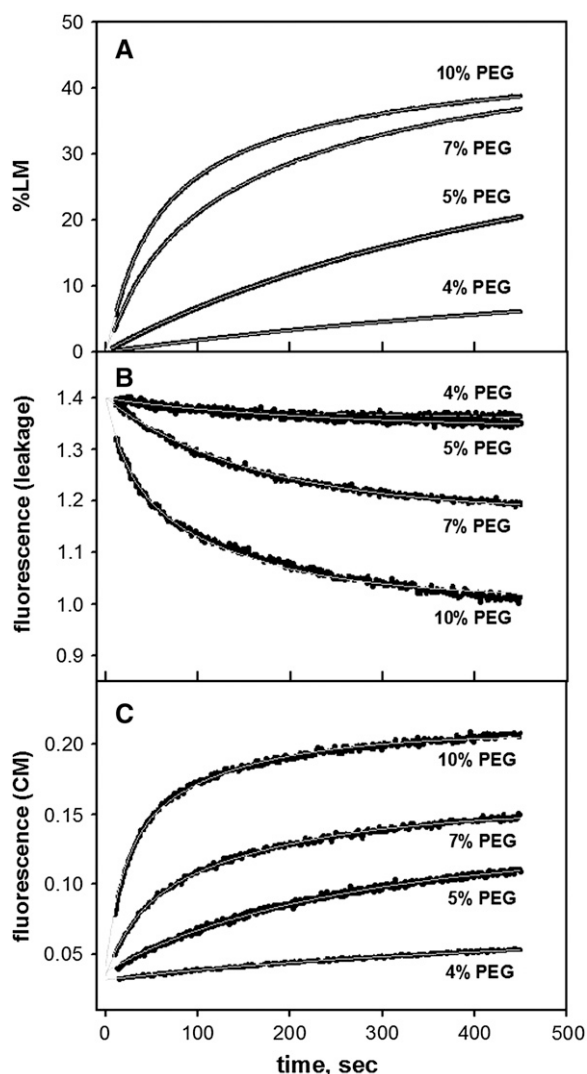 50
A
10% PEG
40
7% PEG
30
%LM
5% PEG
20
4% PEG
10
0
1.4
B
4% PEG
5% PEG
1.3
fluorescence (leakage)
1.2
7% PEG
1.1
1.0
10% PEG
0.9
C
0.20
10% PEG
fluorescence (CM)
0.15
7% PEG
0.10
5% PEG
0.05
4% PEG
0 100 200 300 400 500
time, sec